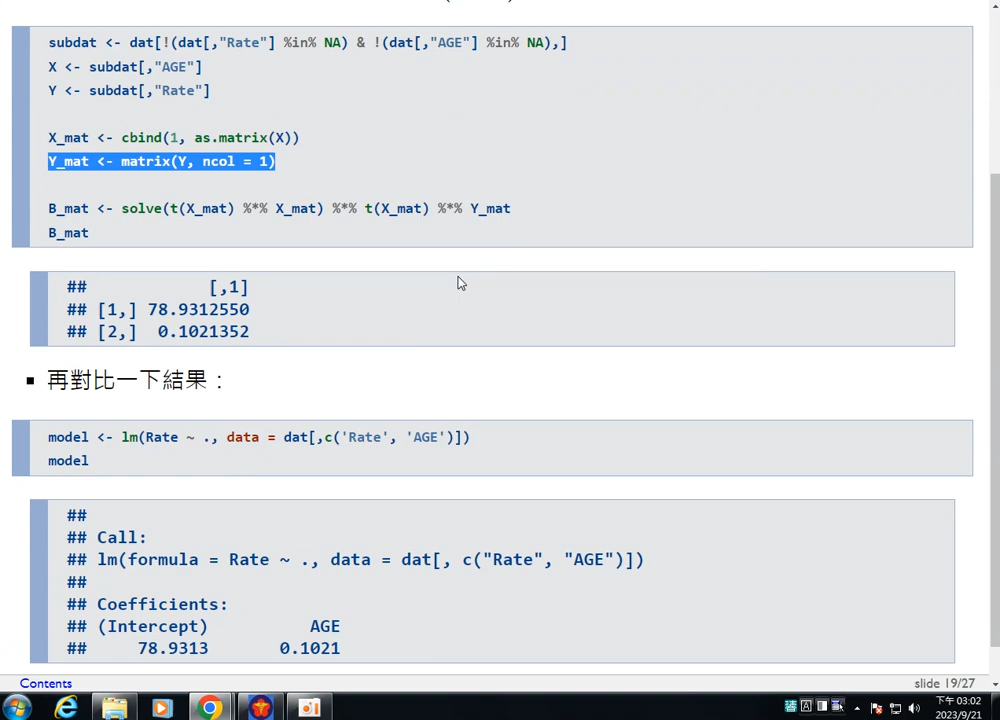 subdat <- dat[!(dat[,"Rate"] %in% NA) & !(dat[,"AGE"] %in% NA),]
X <- subdat[,"AGE"]
Y <- subdat[,"Rate"]
X_mat <- cbind(1, as.matrix(X))
Y_mat <- matrix(Y, ncol = 1)
B_mat <- solve(t(X_mat) %*% X_mat) %*% t(X_mat) %*% Y_mat
B_mat
##            [,1]
## [1,] 78.9312550
## [2,]  0.1021352
再對比一下結果：
model <- lm(Rate ~ ., data = dat[,c('Rate', 'AGE')])
model
##
## Call:
## lm(formula = Rate ~ ., data = dat[, c("Rate", "AGE")])
##
## Coefficients:
## (Intercept)          AGE
##     78.9313       0.1021
Contents
slide 19/27
下午 03:02
2023/9/21